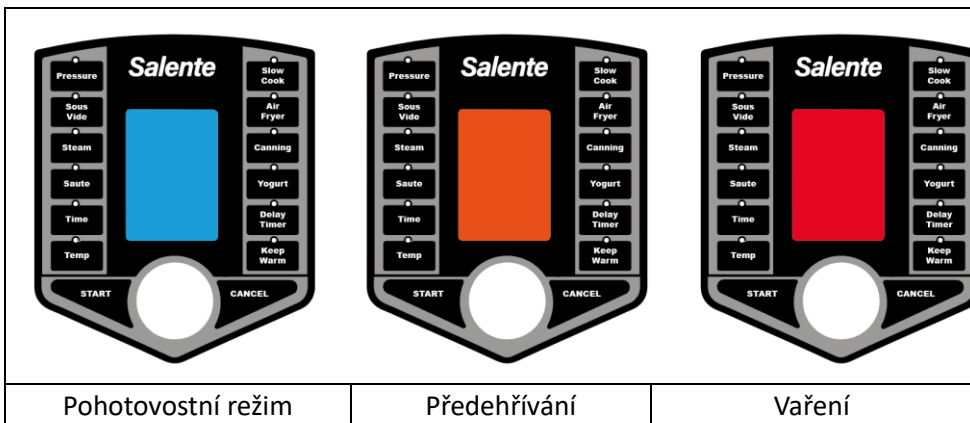 Salente
Pressure
Sous
Vide
Steam
Saute
Time
Temp
Slow
Cook
Air
Fryer
Canning
Yogurt
Delay
Timer
Keep
Warm
START
CANCEL
Salente
Pressure
Sous
Vide
Steam
Saute
Time
Temp
Slow
Cook
Air
Fryer
Canning
Yogurt
Delay
Timer
Keep
Warm
START
CANCEL
Salente
Pressure
Sous
Vide
Steam
Saute
Time
Temp
Slow
Cook
Air
Fryer
Canning
Yogurt
Delay
Timer
Keep
Warm
START
CANCEL
Pohotovostní režim
Předehřívání
Vaření